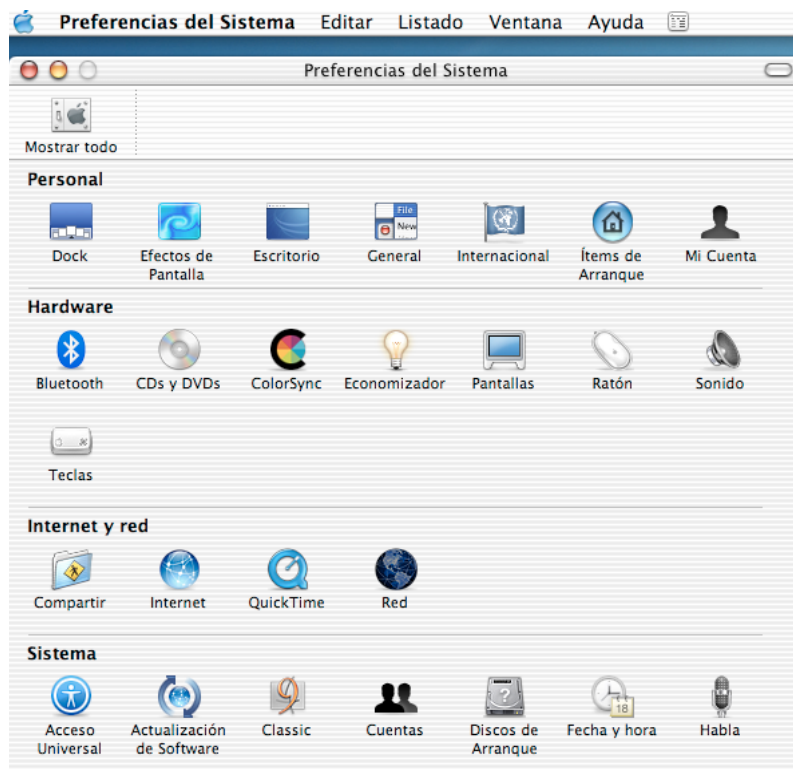 Preferencias del Sistema Editar Listado Ventana Ayuda
Preferencias del Sistema
Mostrar todo
Personal
File
New
Dock Efectos de Pantalla Escritorio General Internacional Ítems de Arranque Mi Cuenta
Hardware
Bluetooth CDs y DVDs ColorSync Economizador Pantallas Ratón Sonido
Teclas
Internet y red
Compartir Internet QuickTime Red
Sistema
?
18
Acceso Universal Actualización de Software Classic Cuentas Discos de Arranque Fecha y hora Habla